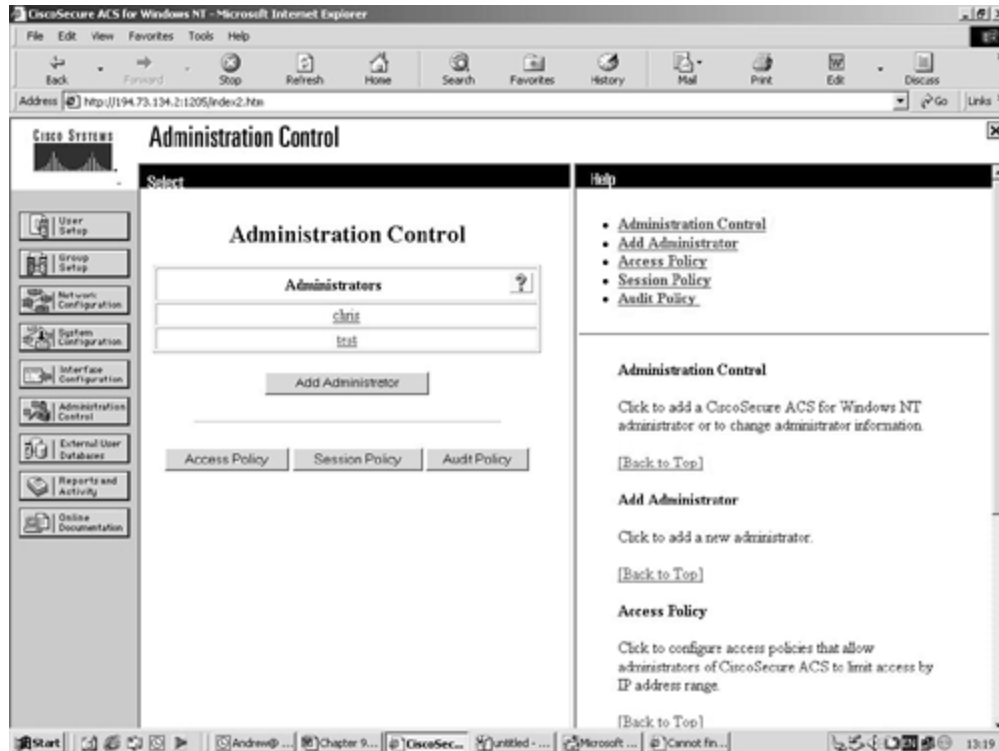 CiscoSecure ACS for Windows NT - Microsoft Internet Explorer
File Edit View Favorites Tools Help
Back Forward Stop Refresh Home Search Favorites History Mail Print Edit Discuss
Address http://194.73.134.2:1205/index2.htm Go Links
CISCO SYSTEMS
Administration Control
Select
Help
User Setup
Group Setup
Network Configuration
System Configuration
Interface Configuration
Administration Control
External User Databases
Reports and Activity
Online Documentation
Administration Control
Administrators ?
chris
test
Add Administrator
Access Policy Session Policy Audit Policy
• Administration Control
• Add Administrator
• Access Policy
• Session Policy
• Audit Policy
Administration Control
Click to add a CiscoSecure ACS for Windows NT
administrator or to change administrator information.
[Back to Top]
Add Administrator
Click to add a new administrator.
[Back to Top]
Access Policy
Click to configure access policies that allow
administrators of CiscoSecure ACS to limit access by
IP address range.
[Back to Top]
Start Andrew@ ... Chapter 9... CiscoSec... untitled - ... Microsoft ... Cannot fin... 13:19